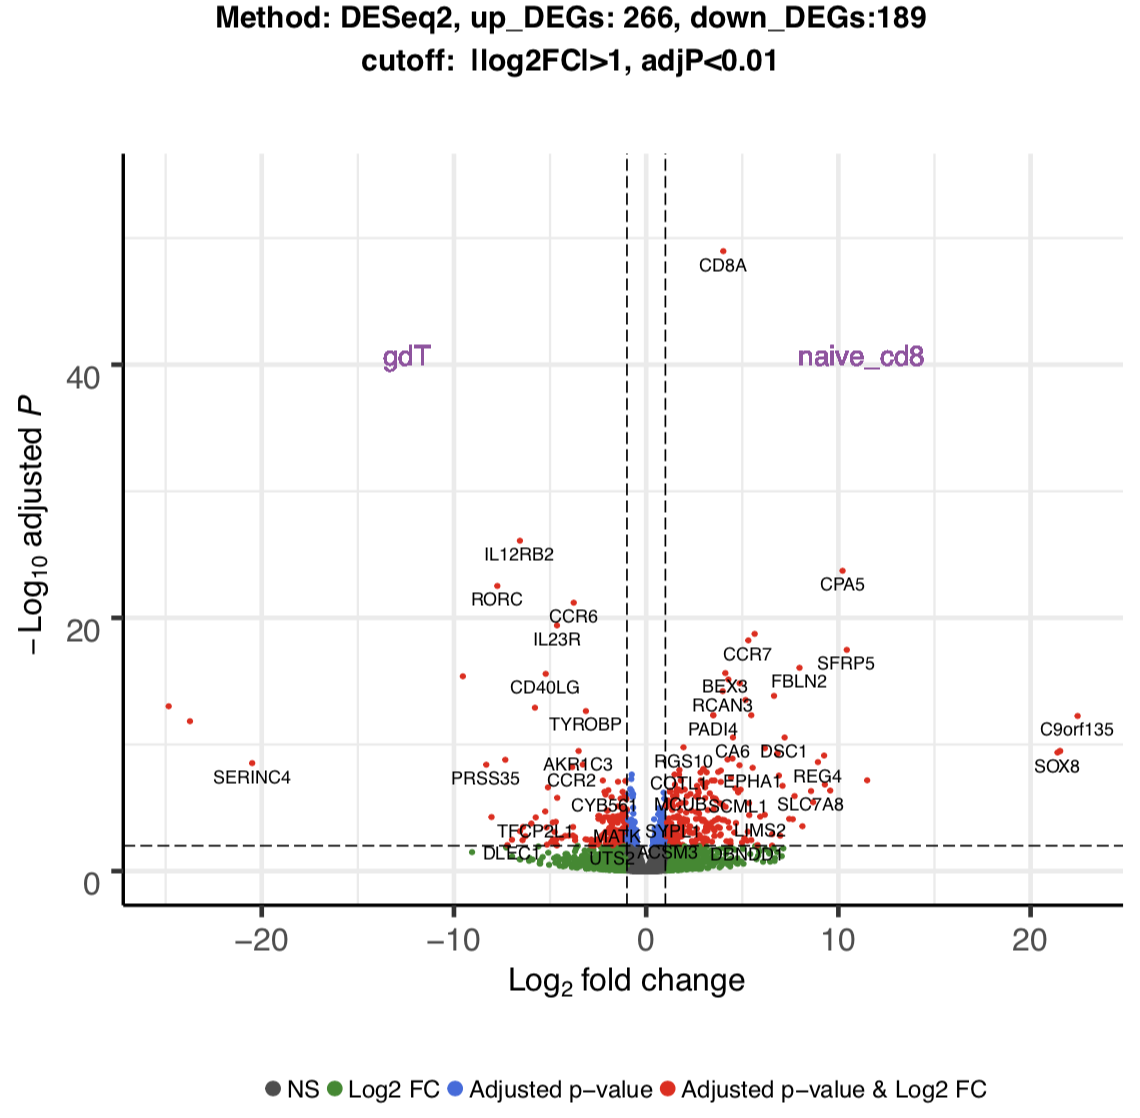 Method: DESeq2, up_DEGs: 266, down_DEGs:189
cutoff: |log2FC|>1, adjP<0.01
CD8A
gdT
naive_cd8
40
IL12RB2
CPA5
RORC
CCR6
20
IL23R
CCR7
SFRP5
CD40LG
BEX3
FBLN2
RCAN3
TYROBP
PADI4
C9orf135
CA6
DSC1
AKR1C3
RGS10
SOX8
SERINC4
PRSS35
CCR2
COTL1
EPHA1
REG4
CYB561
MCUB
SCML1
SLC7A8
TFCP2L1
MATK
SYPL1
LIMS2
DLEC1
UTS2
ACSM3
DBNDD1
0
−20
−10
0
10
20
−Log10 adjusted P
Log2 fold change
NS
Log2 FC
Adjusted p−value
Adjusted p−value & Log2 FC